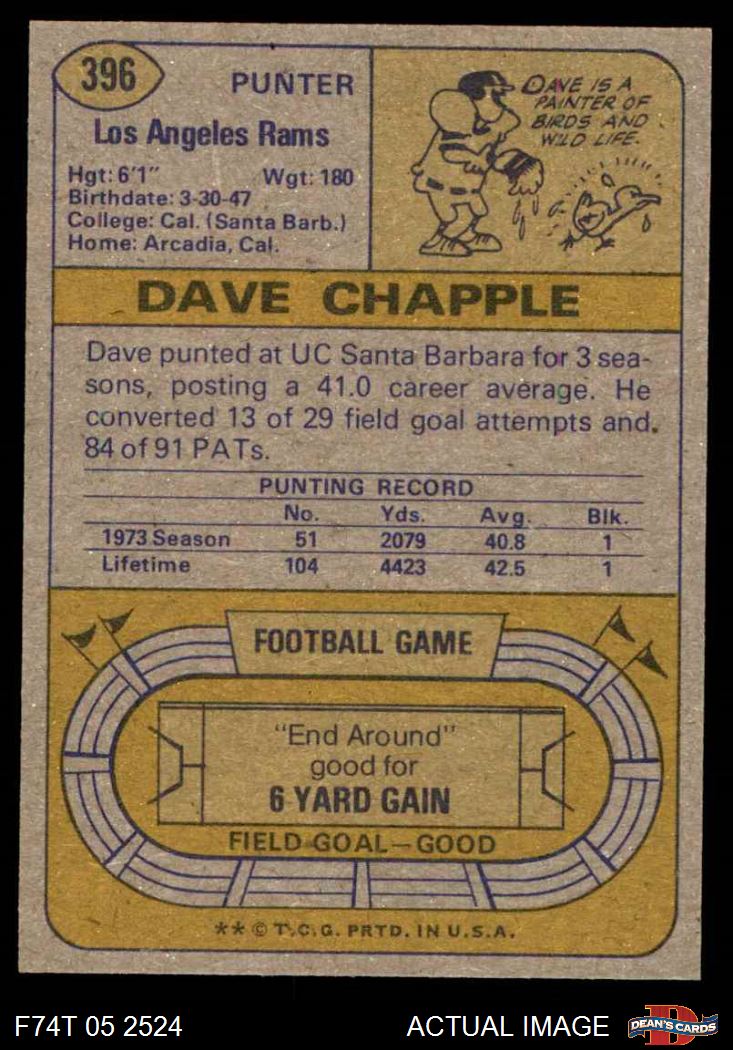 396
PUNTER
Los Angeles Rams
Hgt: 6'1" Wgt: 180
Birthdate: 3-30-47
College: Cal. (Santa Barb.)
Home: Arcadia, Cal.
DAVE IS A
PAINTER OF
BIRDS AND
WILD LIFE.
DAVE CHAPPLE
Dave punted at UC Santa Barbara for 3 sea-
sons, posting a 41.0 career average. He
converted 13 of 29 field goal attempts and.
84 of 91 PATs.
PUNTING RECORD
No. Yds. Avg. Blk.
1973 Season 51 2079 40.8 1
Lifetime 104 4423 42.5 1
FOOTBALL GAME
"End Around"
good for
6 YARD GAIN
FIELD GOAL—GOOD
** © T.C.G. PRTD. IN U.S.A.
F74T 05 2524 ACTUAL IMAGE D DEAN'S CARDS